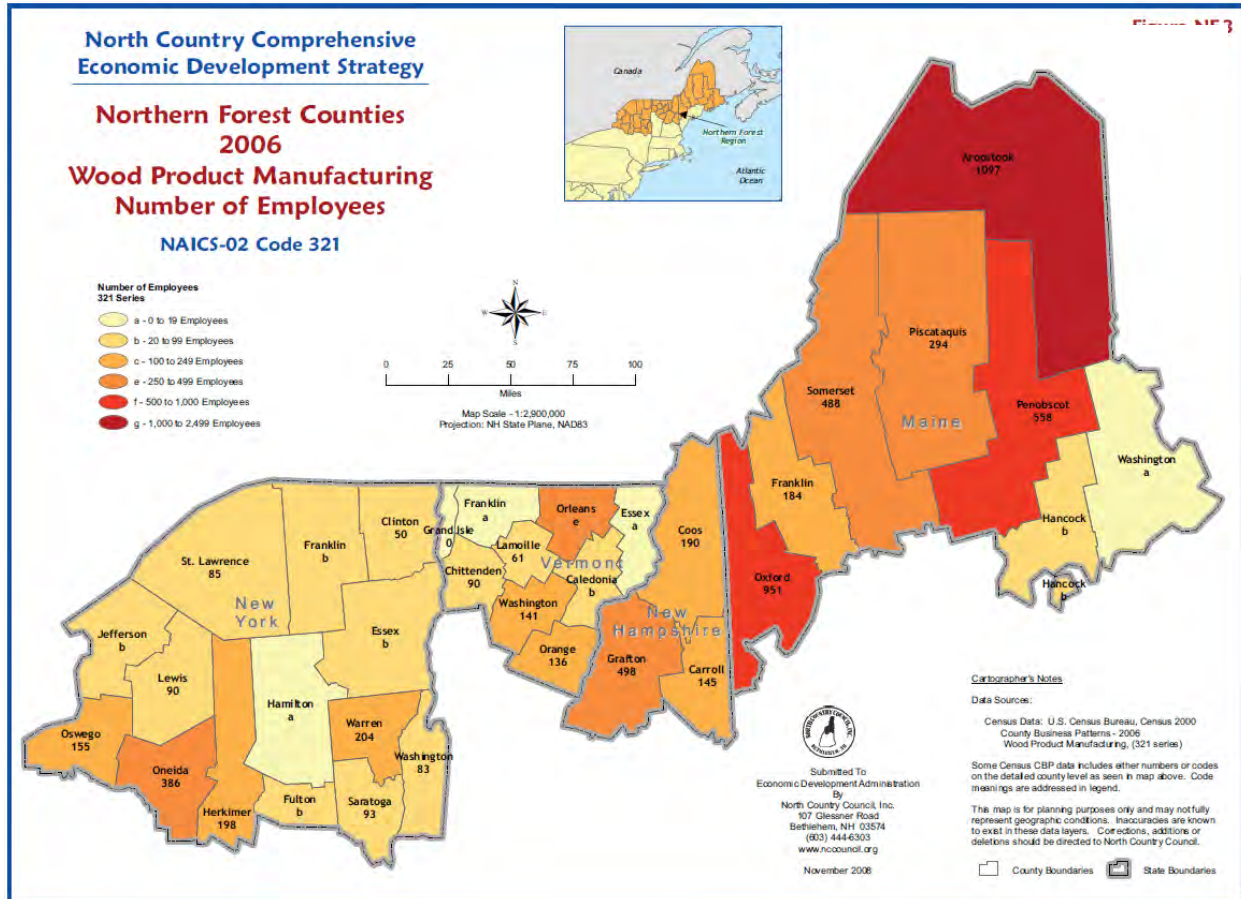 Figure NF3
North Country Comprehensive
Economic Development Strategy
Northern Forest Counties
2006
Wood Product Manufacturing
Number of Employees
NAICS-02 Code 321
Canada
Northern Forest
Region
Atlantic
Ocean
Number of Employees
321 Series
a - 0 to 19 Employees
b - 20 to 99 Employees
c - 100 to 249 Employees
e - 250 to 499 Employees
f - 500 to 1,000 Employees
g - 1,000 to 2,499 Employees
N
W
E
S
0 25 50 75 100
Miles
Map Scale - 1:2,900,000
Projection: NH State Plane, NAD83
Aroostook
1097
Piscataquis
294
Somerset
488
Maine
Penobscot
558
Washington
a
Franklin
184
Hancock
b
Hancock
b
Oxford
951
Coos
190
New
Hampshire
Grafton
498
Carroll
145
Franklin
a
Orleans
e
Essex
a
Grand Isle
0
Lamoille
61
Vermont
Chittenden
90
Caledonia
b
Washington
141
Orange
136
Clinton
50
Franklin
b
St. Lawrence
85
New
York
Jefferson
b
Essex
b
Lewis
90
Hamilton
a
Warren
204
Oswego
155
Washington
83
Oneida
386
Fulton
b
Saratoga
93
Herkimer
198
NORTH COUNTRY COUNCIL, INC.
BETHLEHEM, NH
Submitted To
Economic Development Administration
By
North Country Council, Inc.
107 Glessner Road
Bethlehem, NH 03574
(603) 444-6303
www.nccouncil.org
November 2008
Cartographer's Notes
Data Sources:
Census Data: U.S. Census Bureau, Census 2000
County Business Patterns - 2006
Wood Product Manufacturing, (321 series)
Some Census CBP data includes either numbers or codes
on the detailed county level as seen in map above. Code
meanings are addressed in legend.
This map is for planning purposes only and may not fully
represent geographic conditions. Inaccuracies are known
to exist in these data layers. Corrections, additions or
deletions should be directed to North Country Council.
County Boundaries
State Boundaries